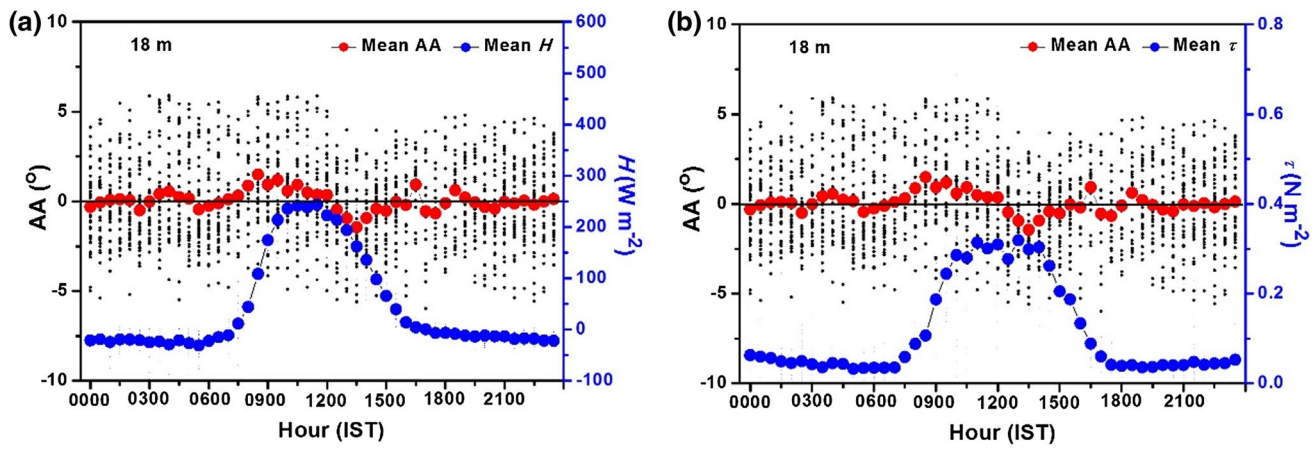 (a)
18 m
Mean AA
Mean H
AA (°)
10
5
0
-5
-10
600
500
400
300
200
100
0
-100
H (W m-2)
0000 0300 0600 0900 1200 1500 1800 2100
Hour (IST)
(b)
18 m
Mean AA
Mean τ
AA (°)
10
5
0
-5
-10
0.8
0.6
0.4
0.2
0.0
τ (N m-2)
0000 0300 0600 0900 1200 1500 1800 2100
Hour (IST)